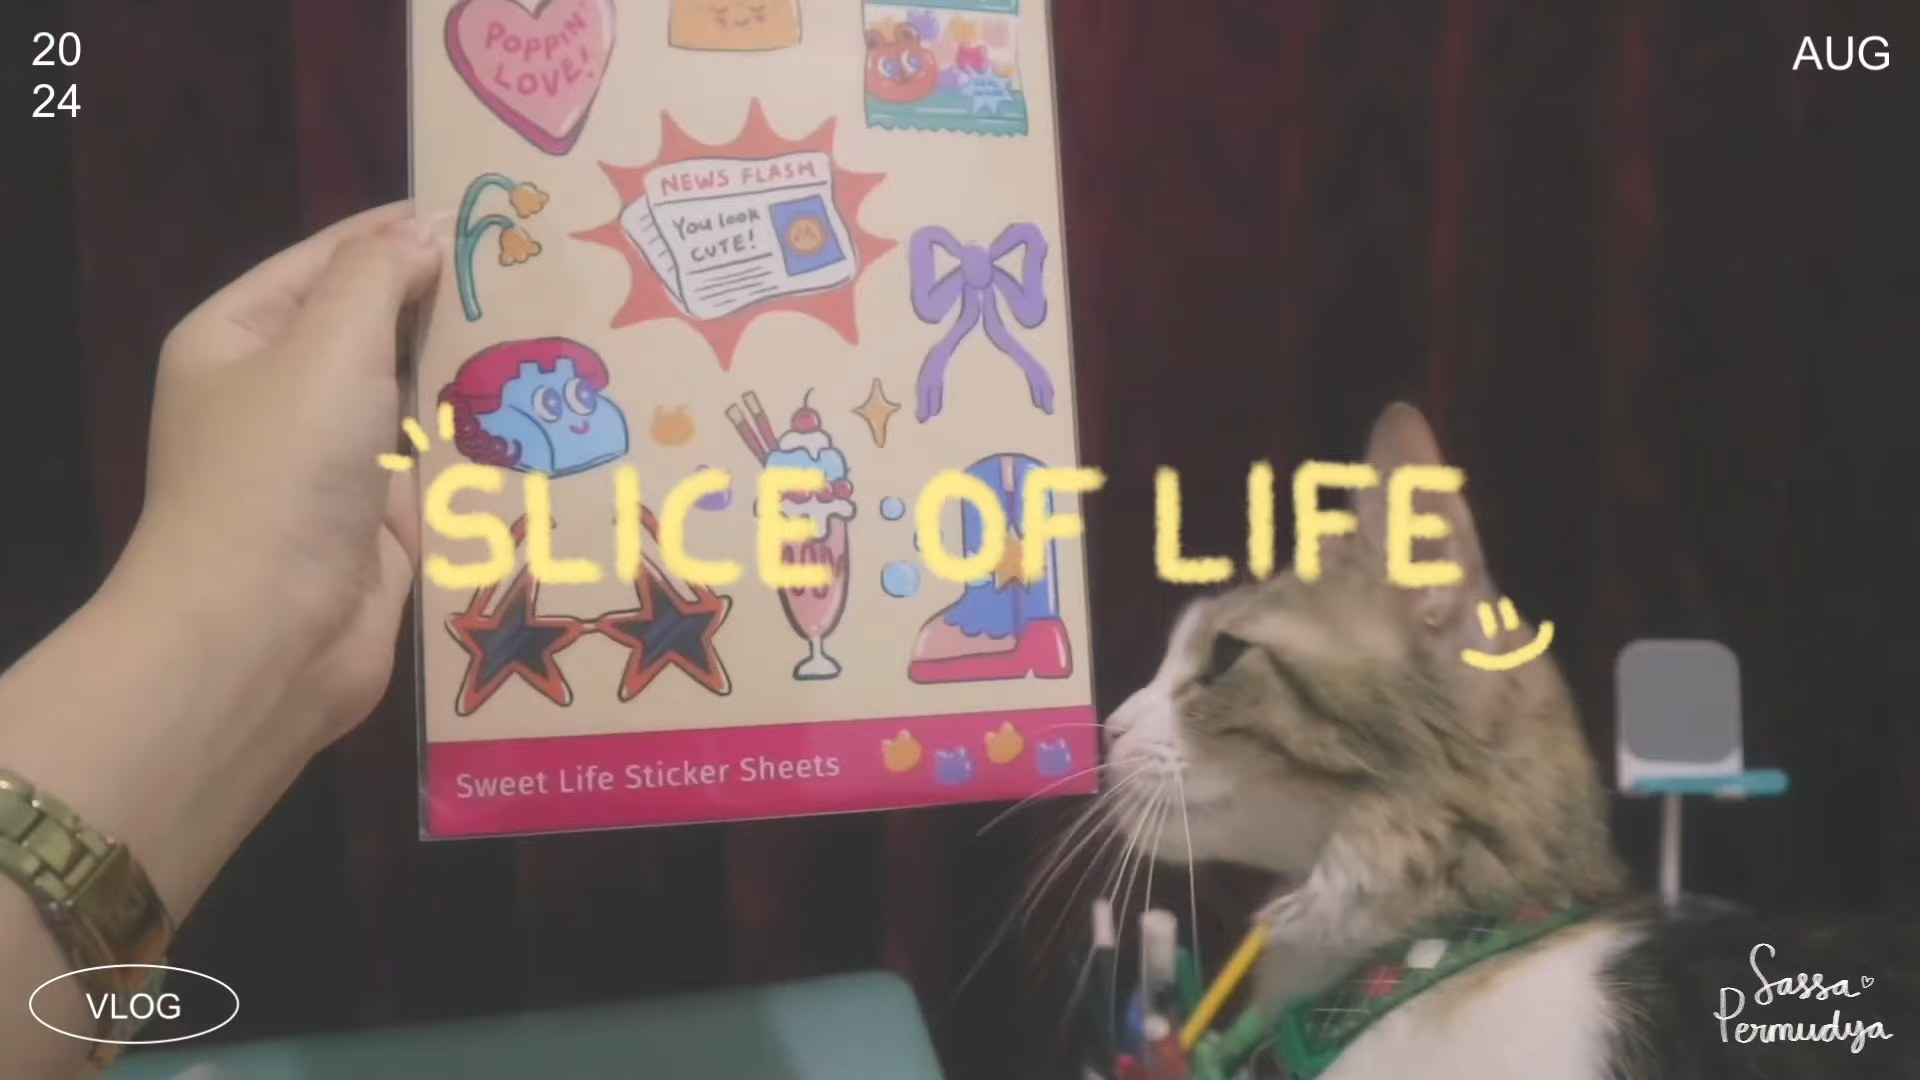 20
24
AUG
POPPIN'
LOVE!
NEWS FLASH
You look
CUTE!
SLICE OF LIFE
Sweet Life Sticker Sheets
VLOG
Sassa
Permudya